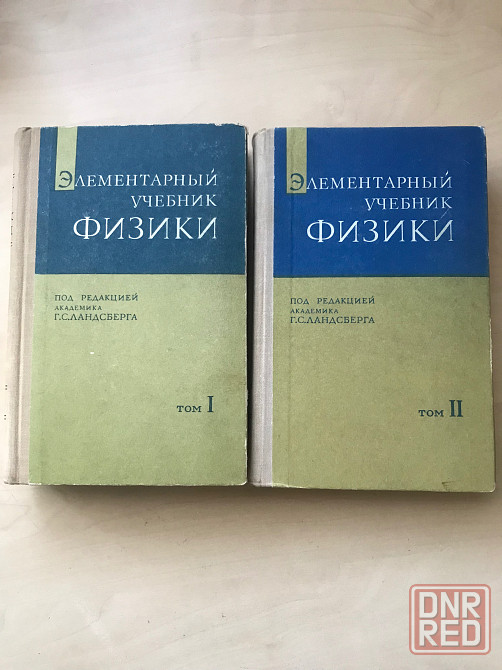 Элементарный
учебник
физики
под редакцией
академика
Г.С.Ландсберга
том I
Элементарный
учебник
физики
под редакцией
академика
Г.С.Ландсберга
том II
DNR
RED